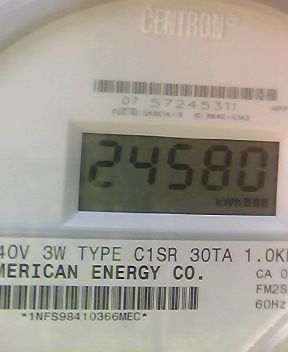 CENTRON®
07 57245311
24580
kWh
40V 3W TYPE C1SR 30TA 1.0K
MERICAN ENERGY CO.
CA 0
FM2S
60Hz
*1NFS98410366MEC*